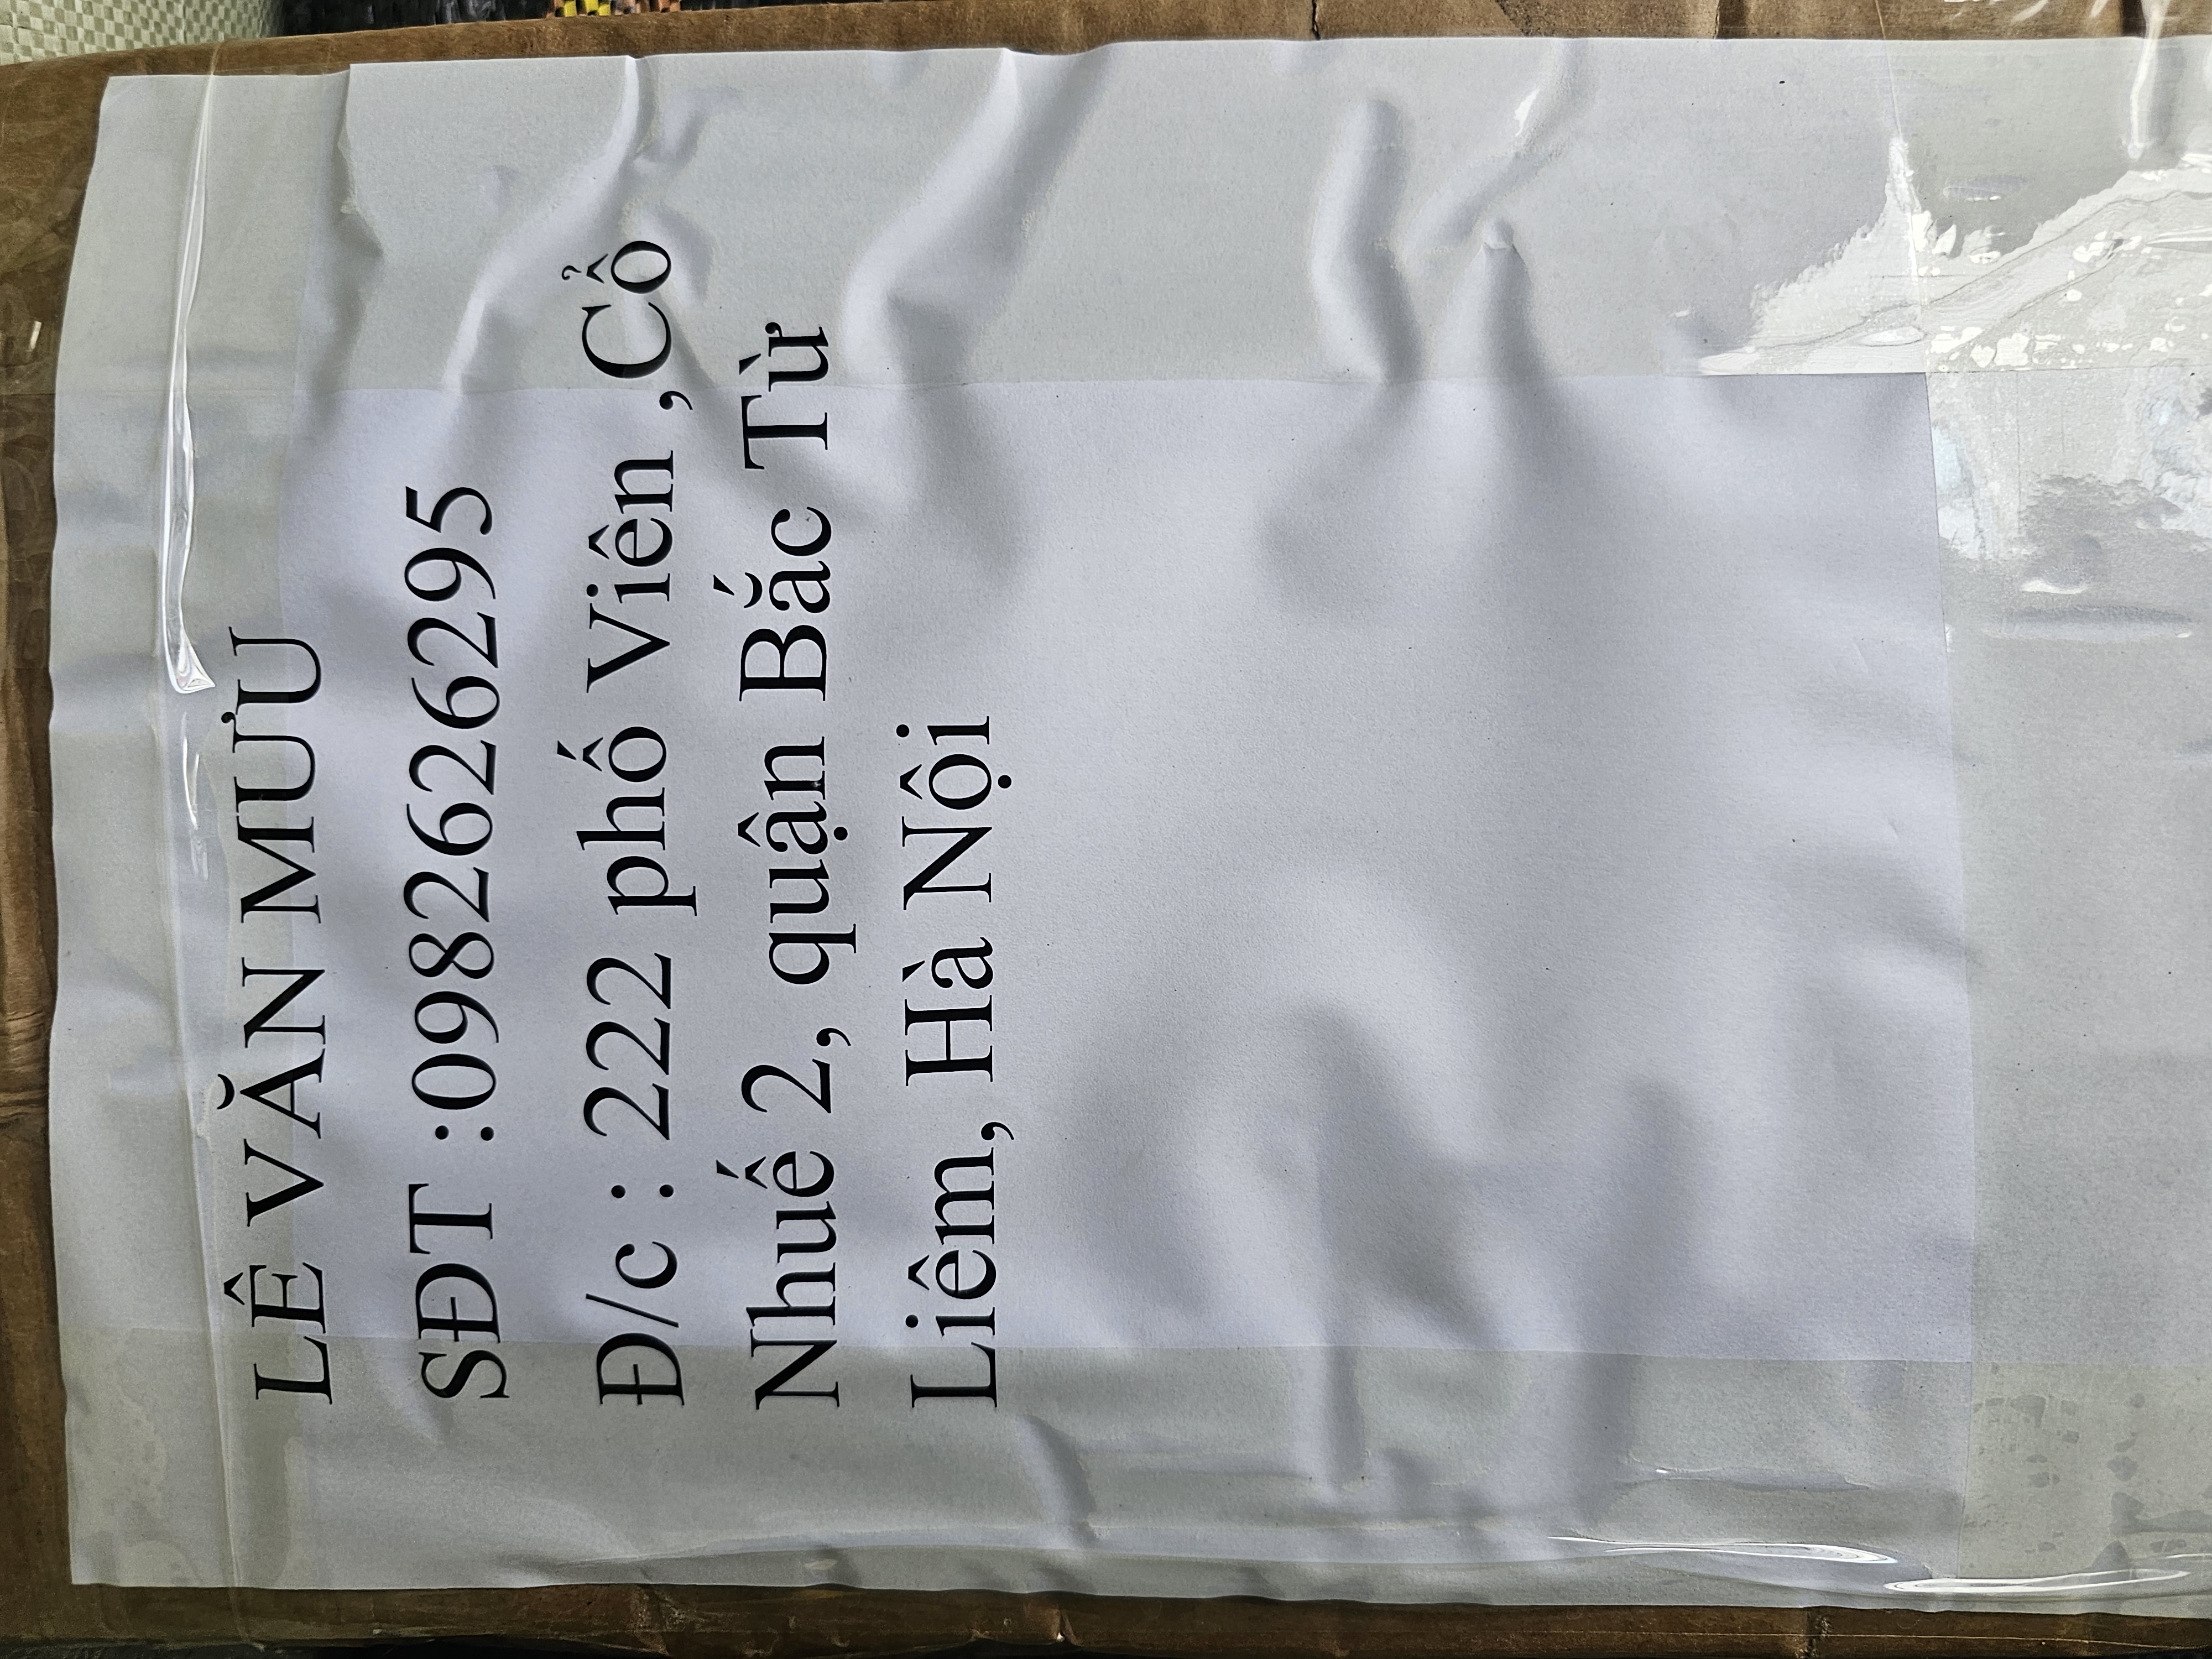 LÊ VĂN MƯU
SĐT :0982626295
Đ/c : 222 phố Viên ,Cổ
Nhuế 2, quận Bắc Từ
Liêm, Hà Nội